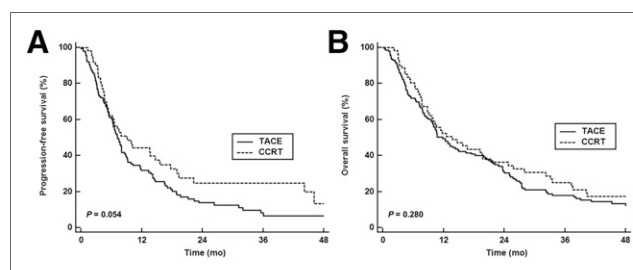 A
B
100
80
60
40
20
0
Progression-free survival (%)
TACE
CCRT
P = 0.054
0 12 24 36 48
Time (mo)
100
80
60
40
20
0
Overall survival (%)
TACE
CCRT
P = 0.280
0 12 24 36 48
Time (mo)